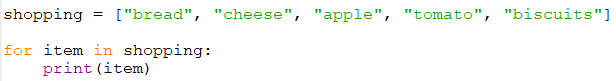 shopping = ["bread", "cheese", "apple", "tomato", "biscuits"]
for item in shopping:
    print(item)